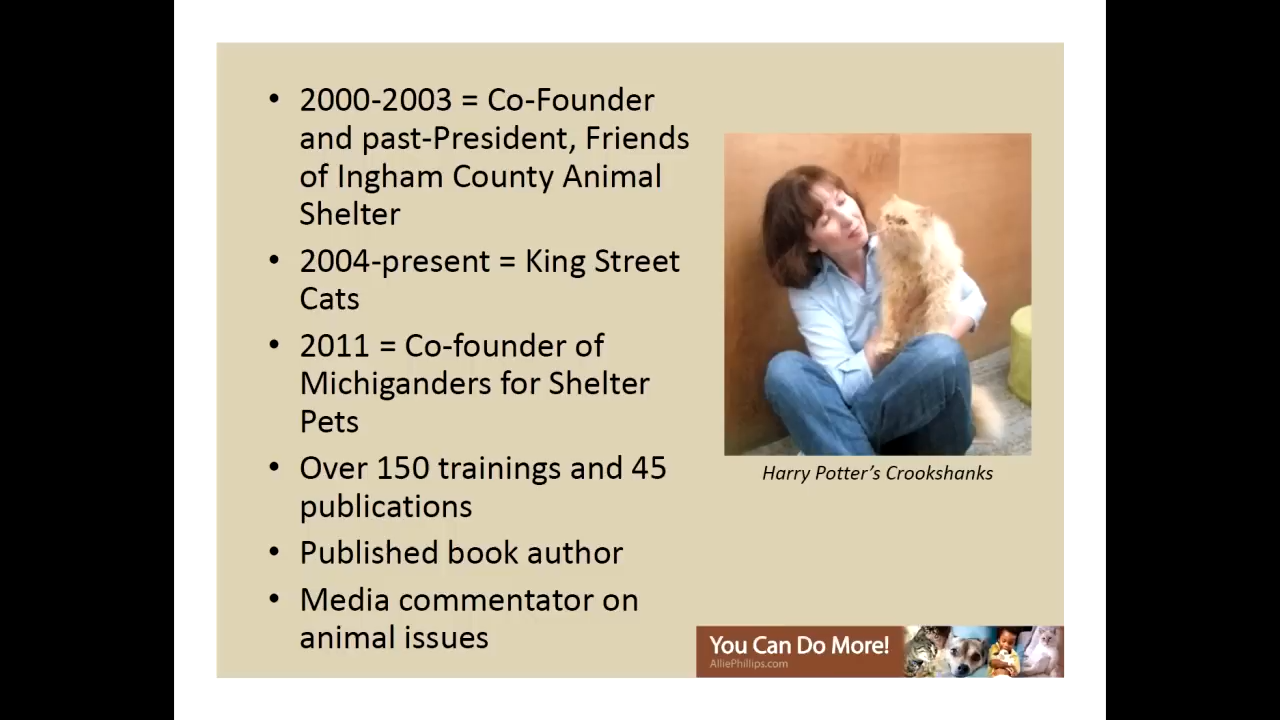 • 2000-2003 = Co-Founder
and past-President, Friends
of Ingham County Animal
Shelter
• 2004-present = King Street
Cats
• 2011 = Co-founder of
Michiganders for Shelter
Pets
• Over 150 trainings and 45
publications
• Published book author
• Media commentator on
animal issues
Harry Potter’s Crookshanks
You Can Do More!
AlliePhillips.com